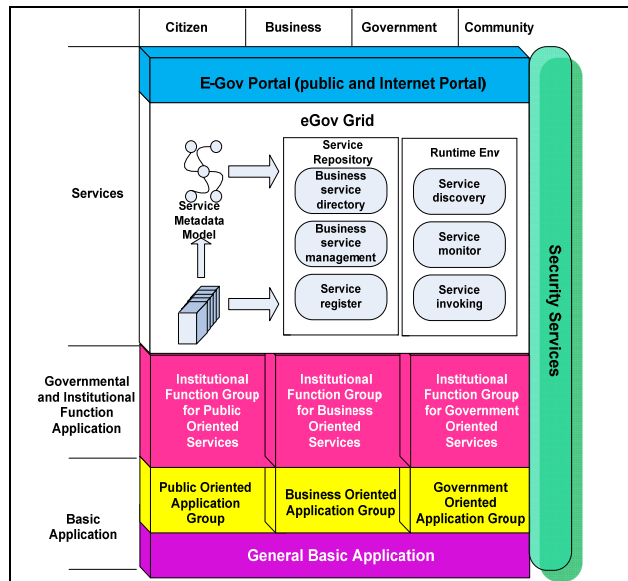 Citizen
Business
Government
Community
E-Gov Portal (public and Internet Portal)
eGov Grid
Services
Service
Metadata
Model
Service
Repository
Business
service
directory
Business
service
management
Service
register
Runtime Env
Service
discovery
Service
monitor
Service
invoking
Security Services
Governmental
and Institutional
Function
Application
Institutional
Function Group
for Public
Oriented
Services
Institutional
Function Group
for Business
Oriented
Services
Institutional
Function Group
for Government
Oriented
Services
Basic
Application
Public Oriented
Application
Group
Business Oriented
Application Group
Government
Oriented
Application Group
General Basic Application